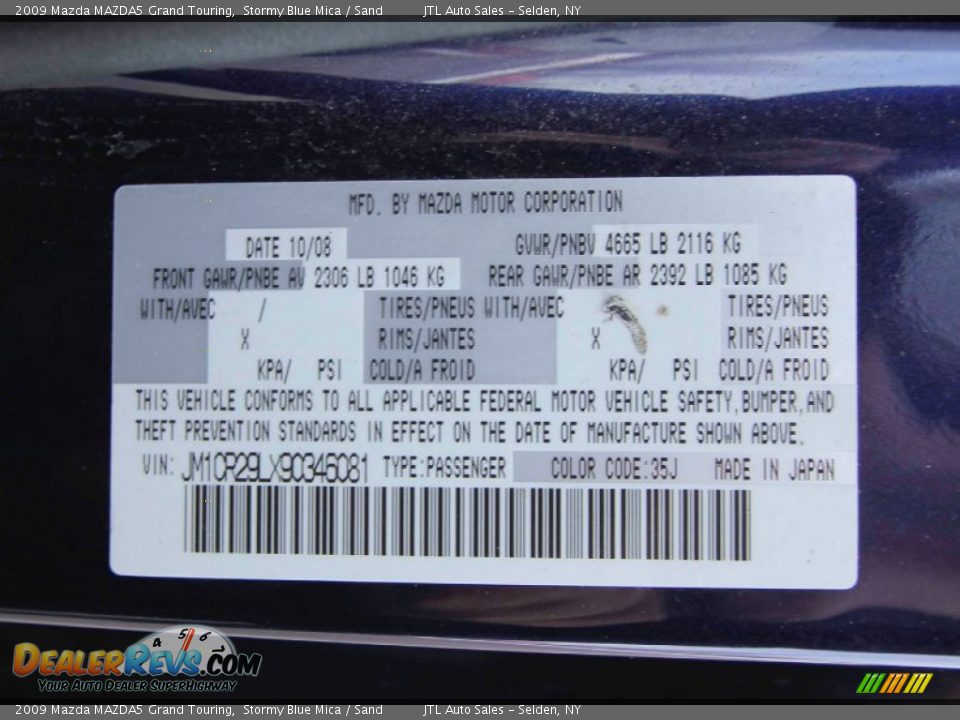 2009 Mazda MAZDA5 Grand Touring, Stormy Blue Mica / Sand JTL Auto Sales - Selden, NY
MFD. BY MAZDA MOTOR CORPORATION
DATE 10/08 GVWR/PNBV 4665 LB 2116 KG
FRONT GAWR/PNBE AV 2306 LB 1046 KG REAR GAWR/PNBE AR 2392 LB 1085 KG
WITH/AVEC / TIRES/PNEUS WITH/AVEC TIRES/PNEUS
X RIMS/JANTES X RIMS/JANTES
KPA/ PSI COLD/A FROID KPA/ PSI COLD/A FROID
THIS VEHICLE CONFORMS TO ALL APPLICABLE FEDERAL MOTOR VEHICLE SAFETY, BUMPER, AND
THEFT PREVENTION STANDARDS IN EFFECT ON THE DATE OF MANUFACTURE SHOWN ABOVE.
VIN: JM1CR29LX90346081 TYPE:PASSENGER COLOR CODE:35J MADE IN JAPAN
4 5 6
DEALERREVS.COM
YOUR AUTO DEALER SUPERHIGHWAY
2009 Mazda MAZDA5 Grand Touring, Stormy Blue Mica / Sand JTL Auto Sales - Selden, NY